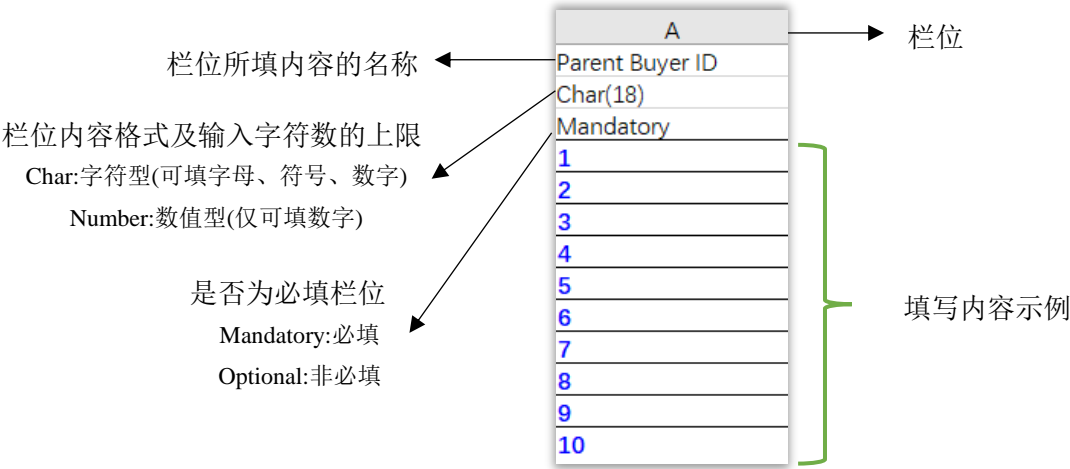 A
栏位
栏位所填内容的名称
Parent Buyer ID
Char(18)
Mandatory
栏位内容格式及输入字符数的上限
Char:字符型(可填字母、符号、数字)
Number:数值型(仅可填数字)
是否为必填栏位
Mandatory:必填
Optional:非必填
1
2
3
4
5
6
7
8
9
10
填写内容示例